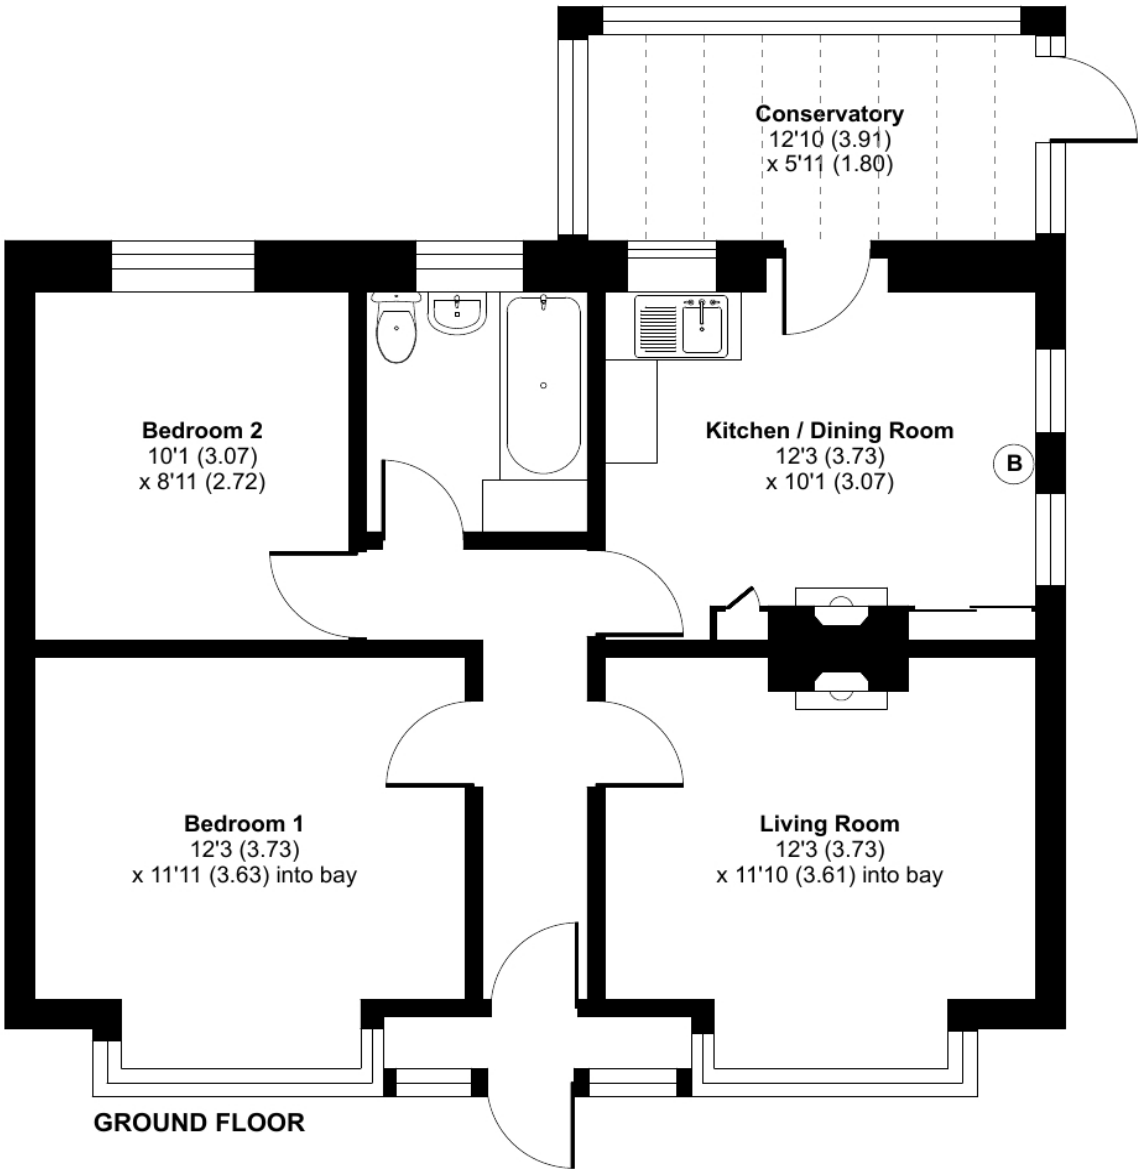 Conservatory
12'10 (3.91)
x 5'11 (1.80)
Bedroom 2
10'1 (3.07)
x 8'11 (2.72)
Kitchen / Dining Room
12'3 (3.73)
x 10'1 (3.07)
B
Bedroom 1
12'3 (3.73)
x 11'11 (3.63) into bay
Living Room
12'3 (3.73)
x 11'10 (3.61) into bay
GROUND FLOOR